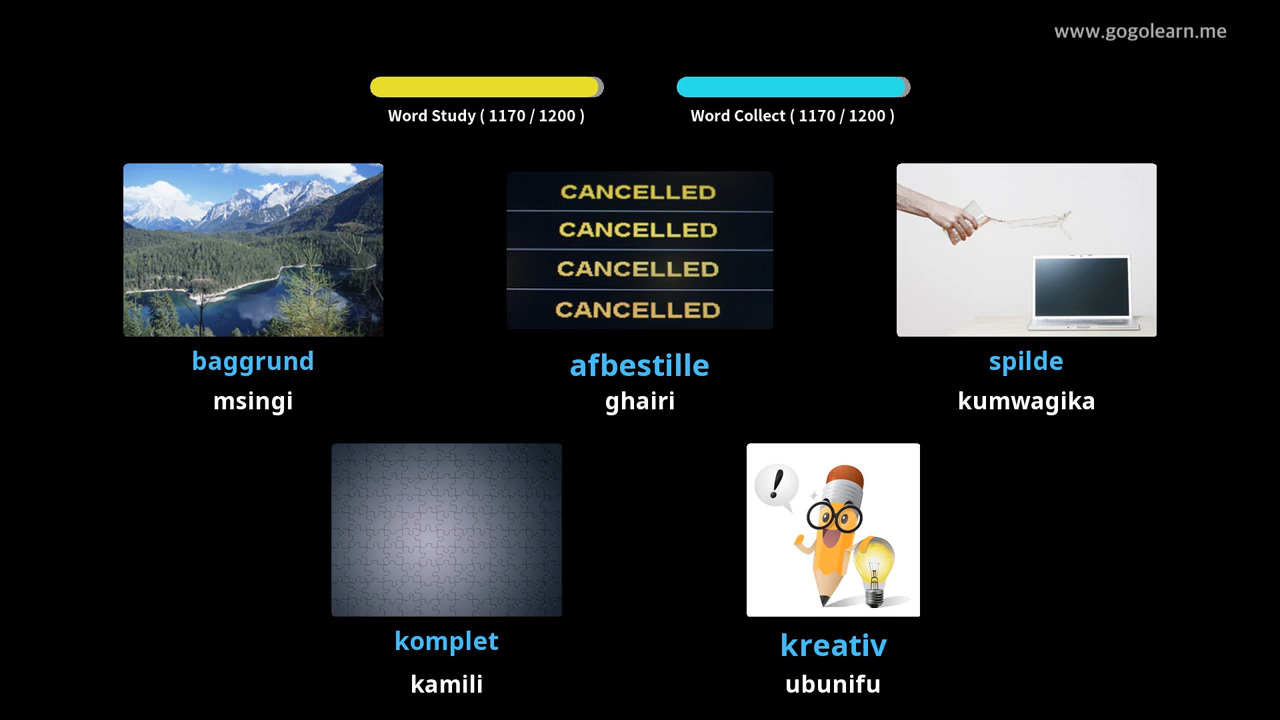 www.gogolearn.me
Word Study ( 1170 / 1200 )
Word Collect ( 1170 / 1200 )
CANCELLED
CANCELLED
CANCELLED
CANCELLED
baggrund
afbestille
spilde
msingi
ghairi
kumwagika
!
komplet
kreativ
kamili
ubunifu